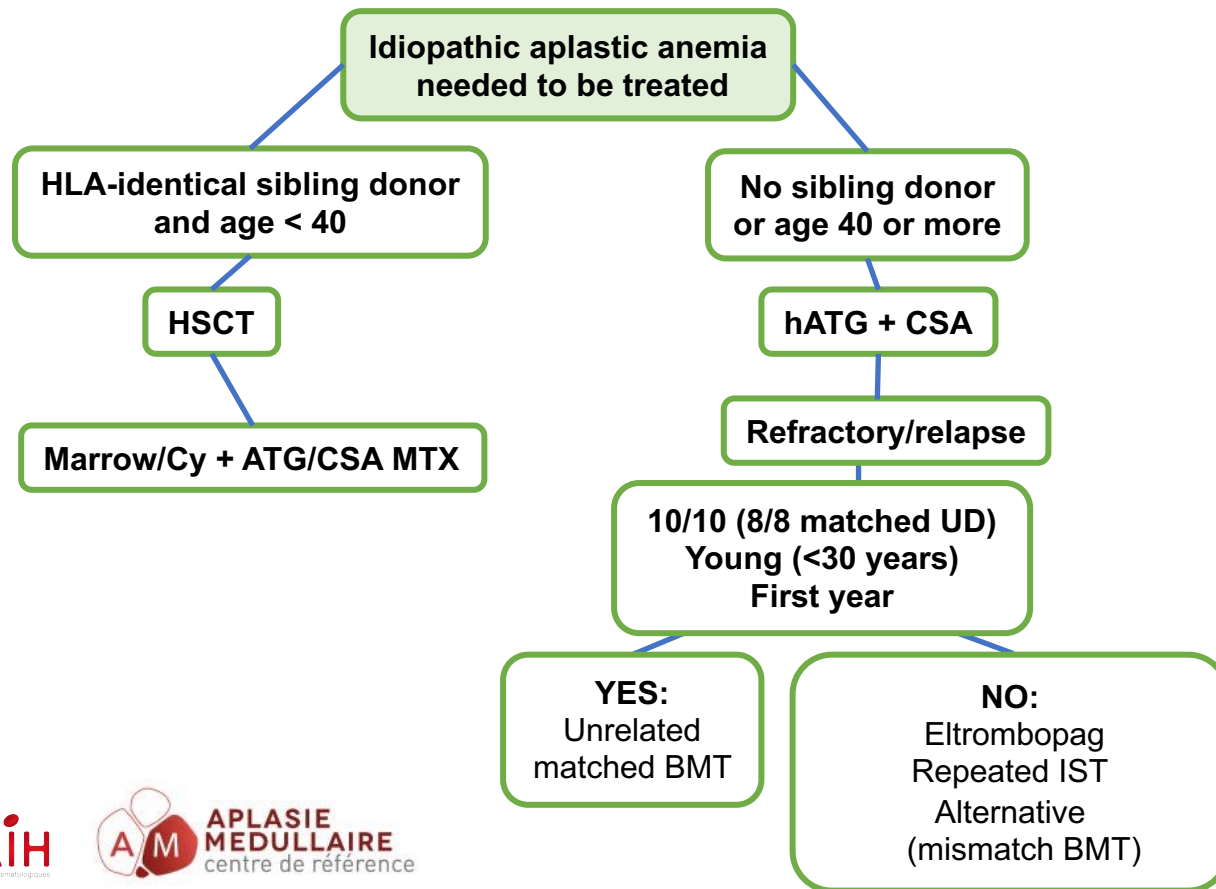 Idiopathic aplastic anemia
needed to be treated
HLA-identical sibling donor
and age < 40
No sibling donor
or age 40 or more
HSCT
hATG + CSA
Marrow/Cy + ATG/CSA MTX
Refractory/relapse
10/10 (8/8 matched UD)
Young (<30 years)
First year
YES:
Unrelated
matched BMT
NO:
Eltrombopag
Repeated IST
Alternative
(mismatch BMT)
iH
A M
APLASIE
MEDULLAIRE
centre de référence